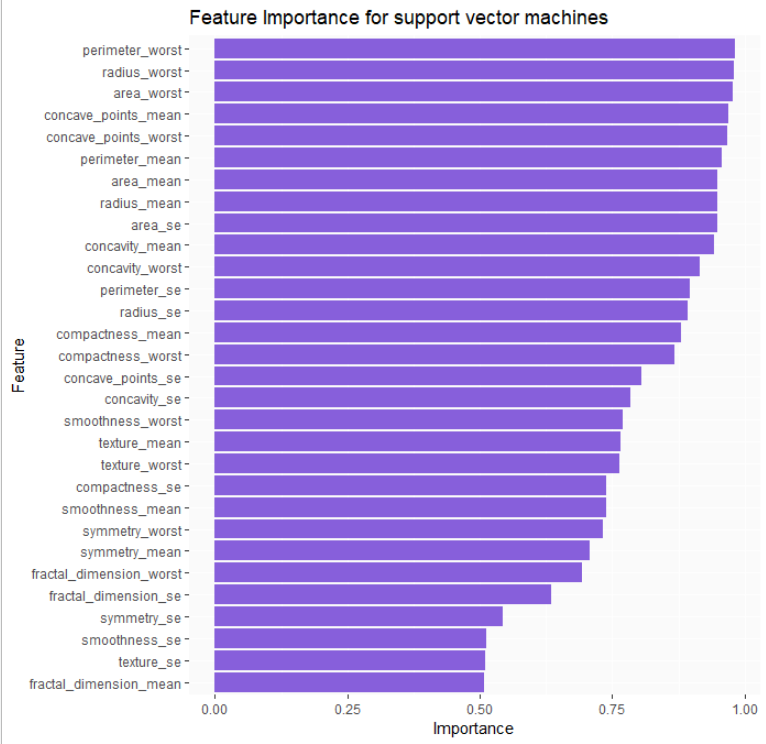 Feature Importance for support vector machines
perimeter_worst
radius_worst
area_worst
concave_points_mean
concave_points_worst
perimeter_mean
area_mean
radius_mean
area_se
concavity_mean
concavity_worst
perimeter_se
radius_se
compactness_mean
compactness_worst
concave_points_se
concavity_se
smoothness_worst
texture_mean
texture_worst
compactness_se
smoothness_mean
symmetry_worst
symmetry_mean
fractal_dimension_worst
fractal_dimension_se
symmetry_se
smoothness_se
texture_se
fractal_dimension_mean
Feature
0.00 0.25 0.50 0.75 1.00
Importance